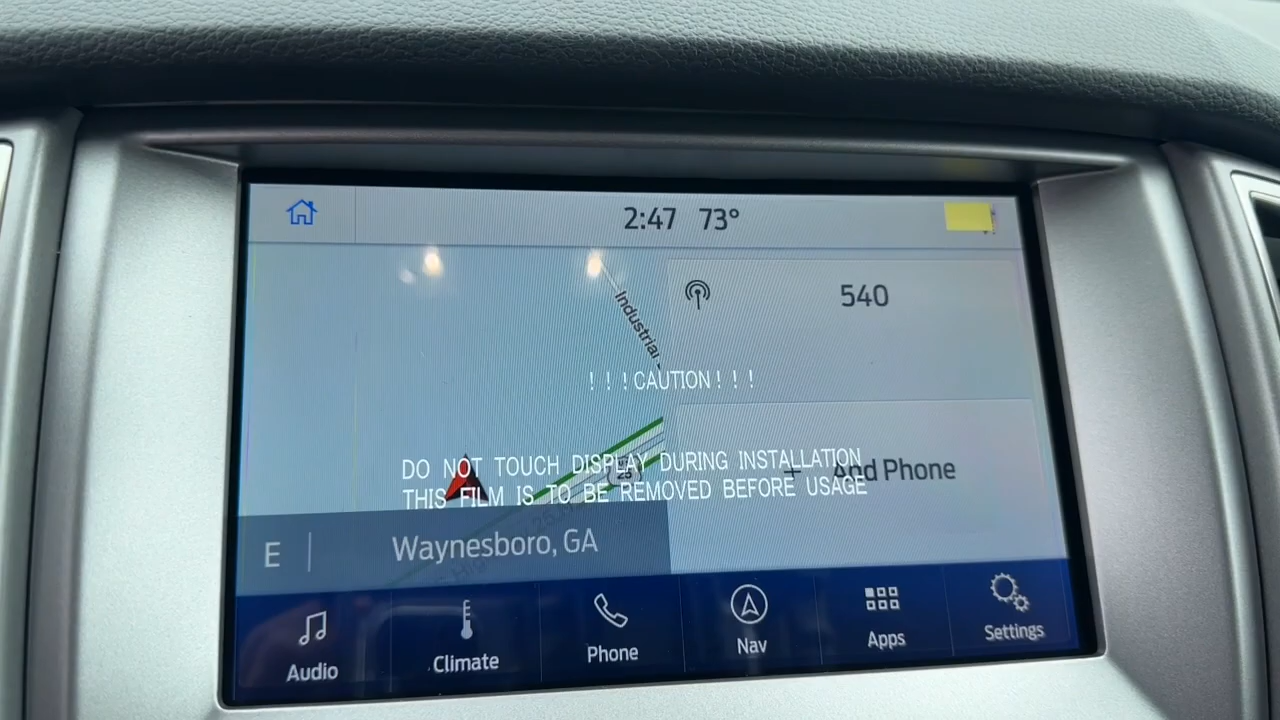 2:47 73°
Industrial
540
! ! ! CAUTION ! ! !
DO NOT TOUCH DISPLAY DURING INSTALLATION
+ Add Phone
THIS FILM IS TO BE REMOVED BEFORE USAGE
25
E
Waynesboro, GA
Audio
Climate
Phone
Nav
Apps
Settings